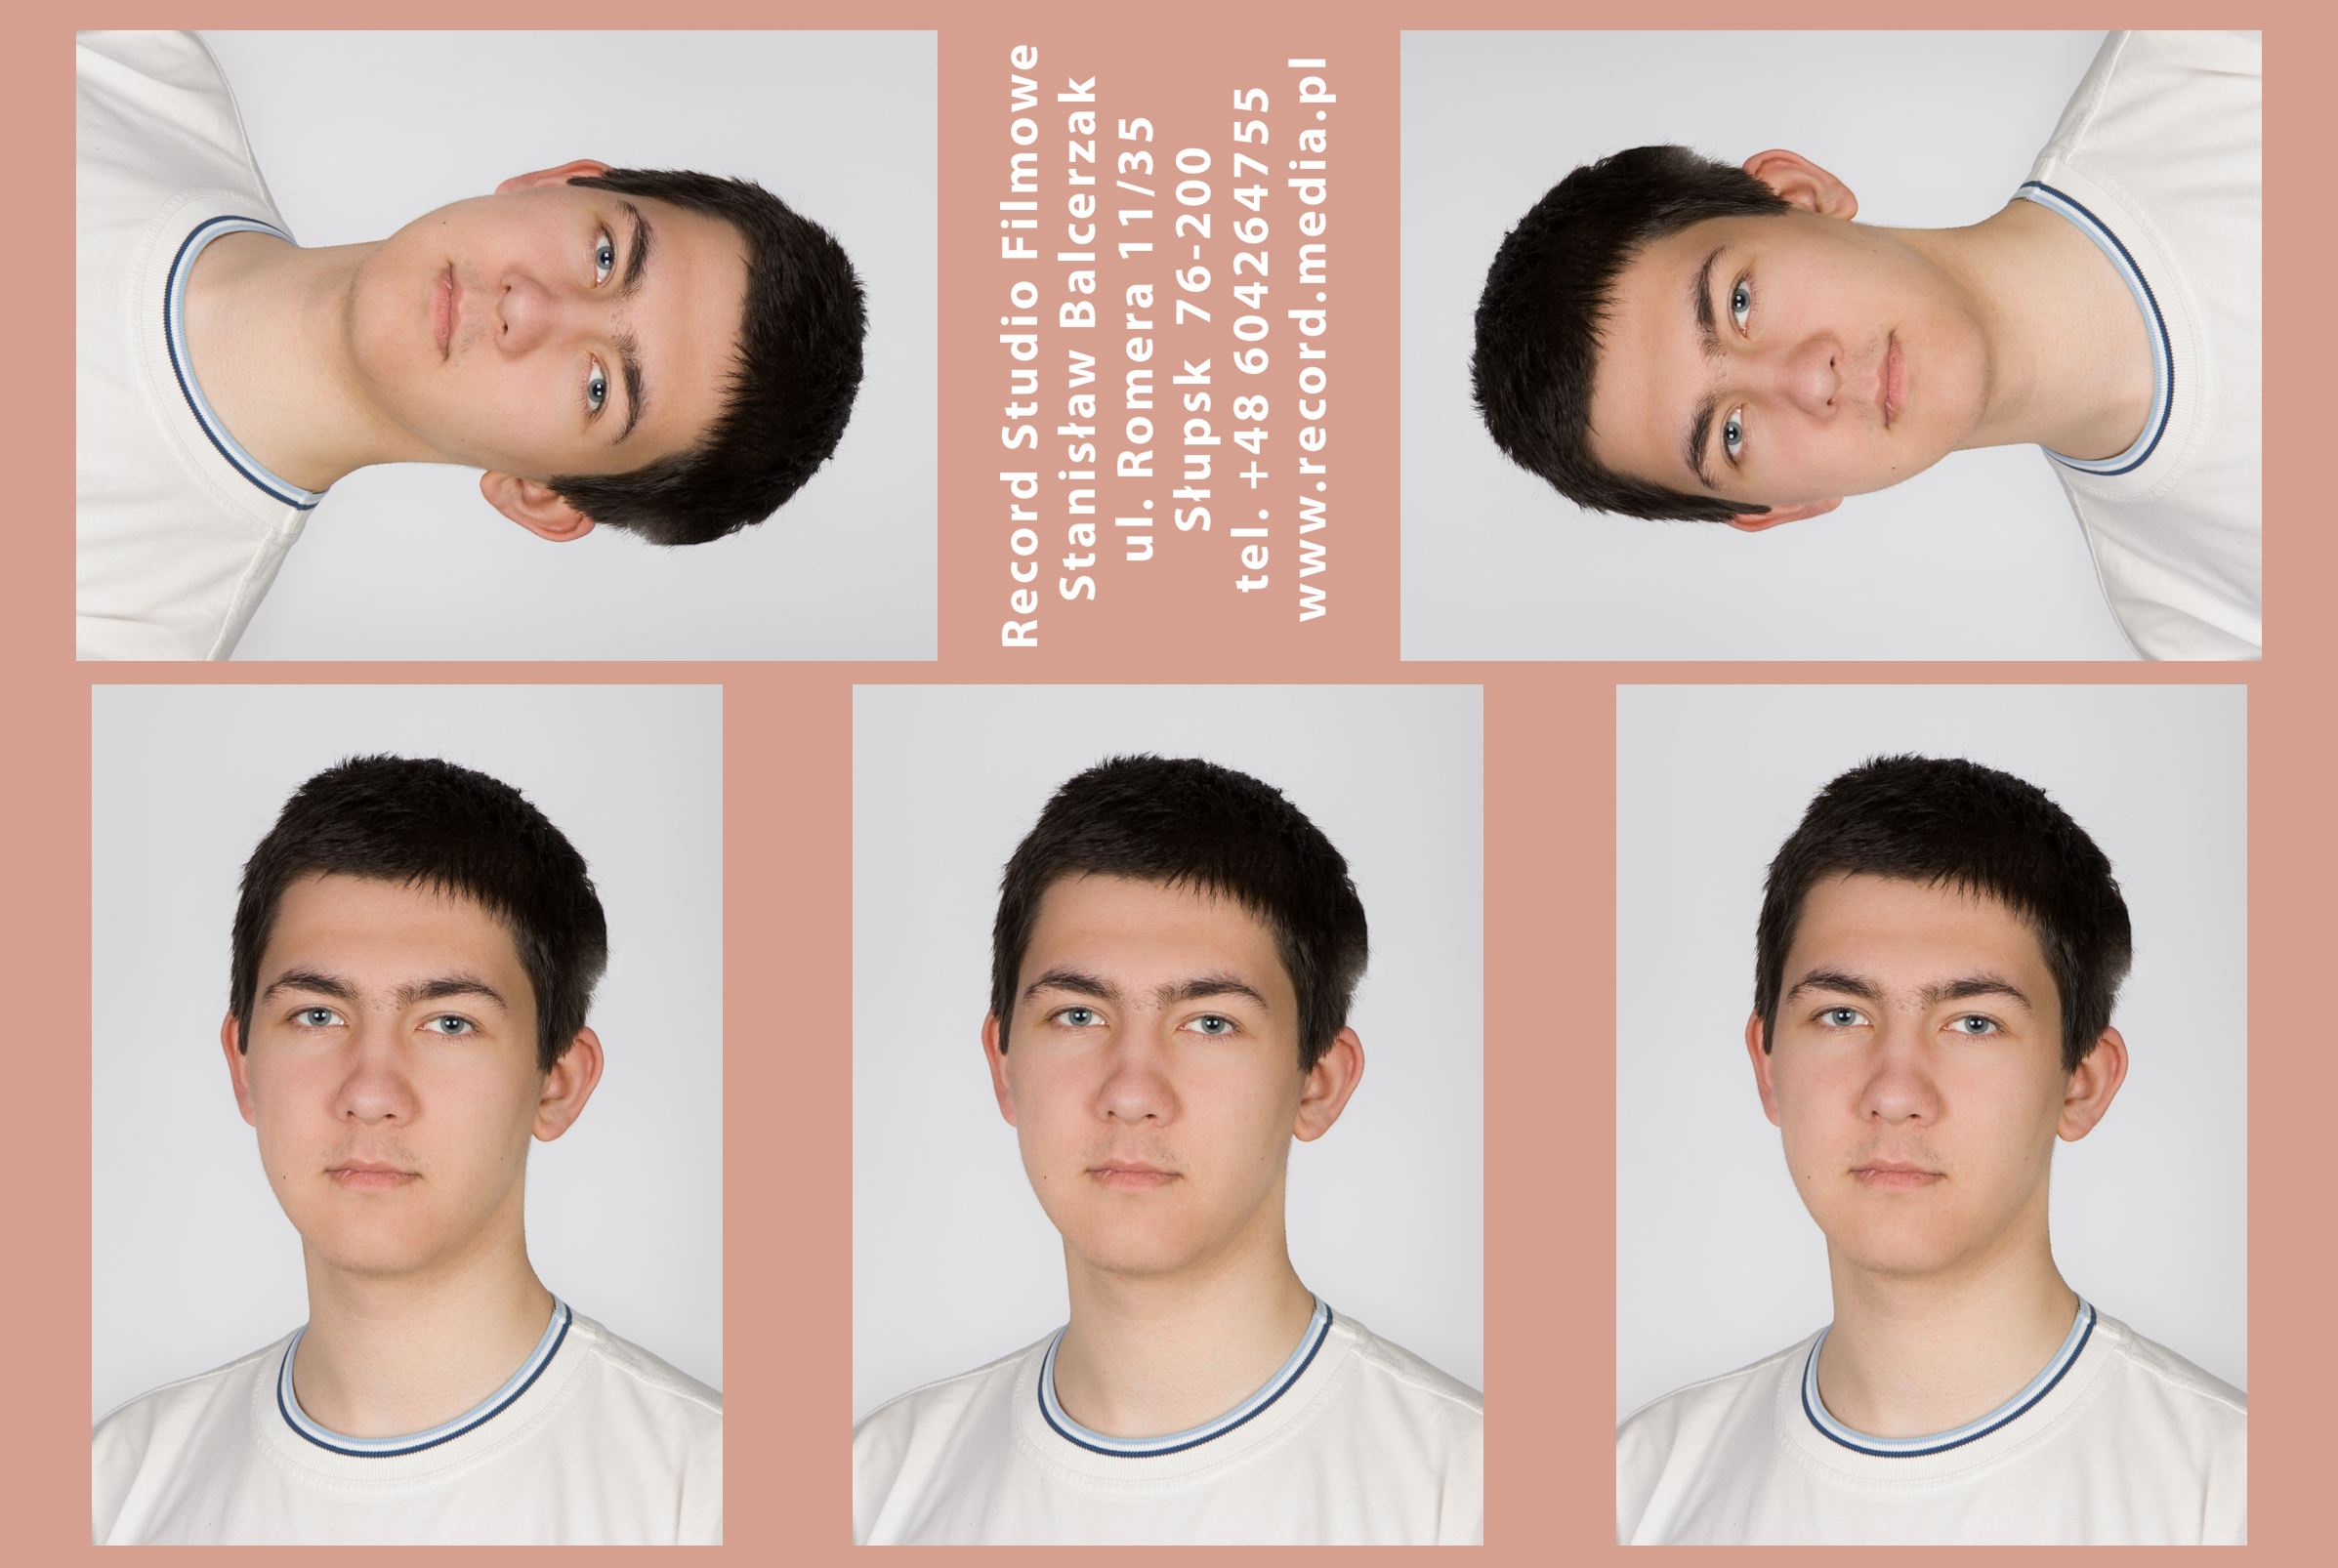 Record Studio Filmowe
Stanisław Balcerzak
ul. Romera 11/35
Słupsk 76-200
tel. +48 604264755
www.record.media.pl